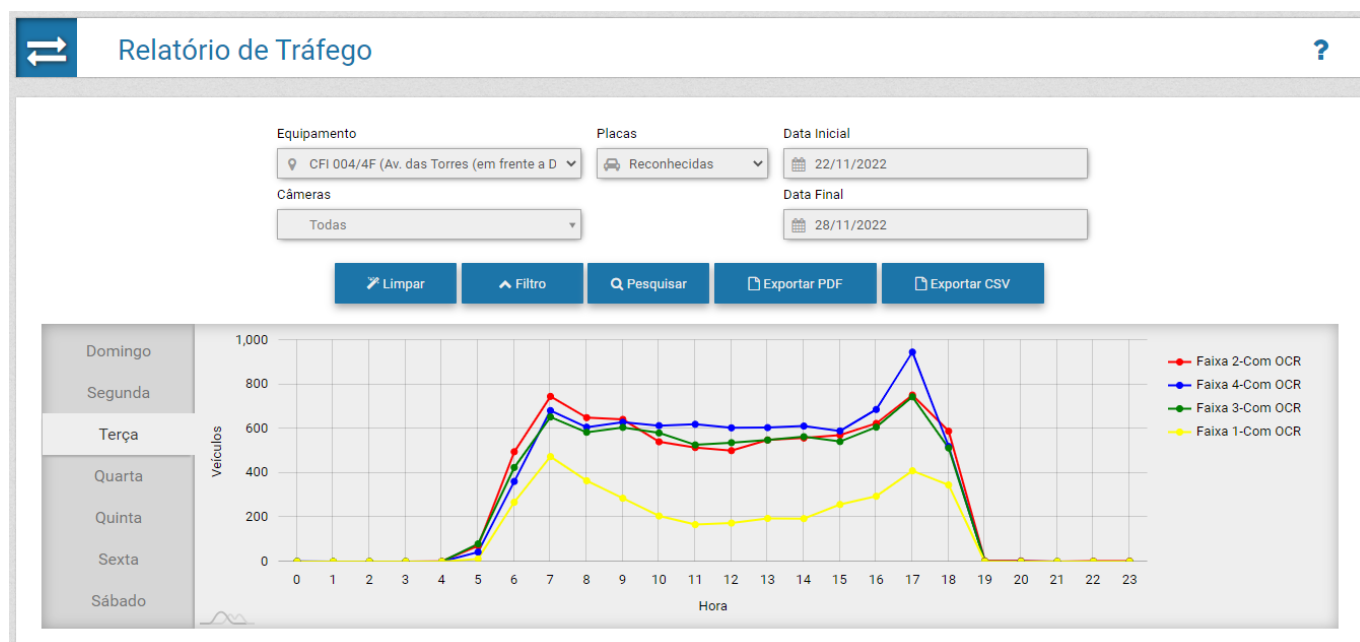 Relatório de Tráfego
?
Equipamento Placas Data Inicial
CFI 004/4F (Av. das Torres (em frente a D Reconhecidas 22/11/2022
Câmeras Data Final
Todas 28/11/2022
Limpar Filtro Pesquisar Exportar PDF Exportar CSV
Domingo
Segunda
Terça
Quarta
Quinta
Sexta
Sábado
Veículos
1,000
800
600
400
200
0
0 1 2 3 4 5 6 7 8 9 10 11 12 13 14 15 16 17 18 19 20 21 22 23
Hora
Faixa 2-Com OCR
Faixa 4-Com OCR
Faixa 3-Com OCR
Faixa 1-Com OCR